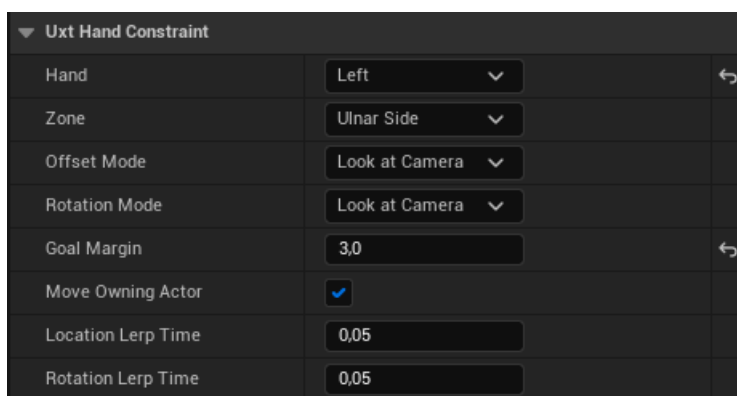 Uxt Hand Constraint
Hand Left
Zone Ulnar Side
Offset Mode Look at Camera
Rotation Mode Look at Camera
Goal Margin 3,0
Move Owning Actor
Location Lerp Time 0,05
Rotation Lerp Time 0,05